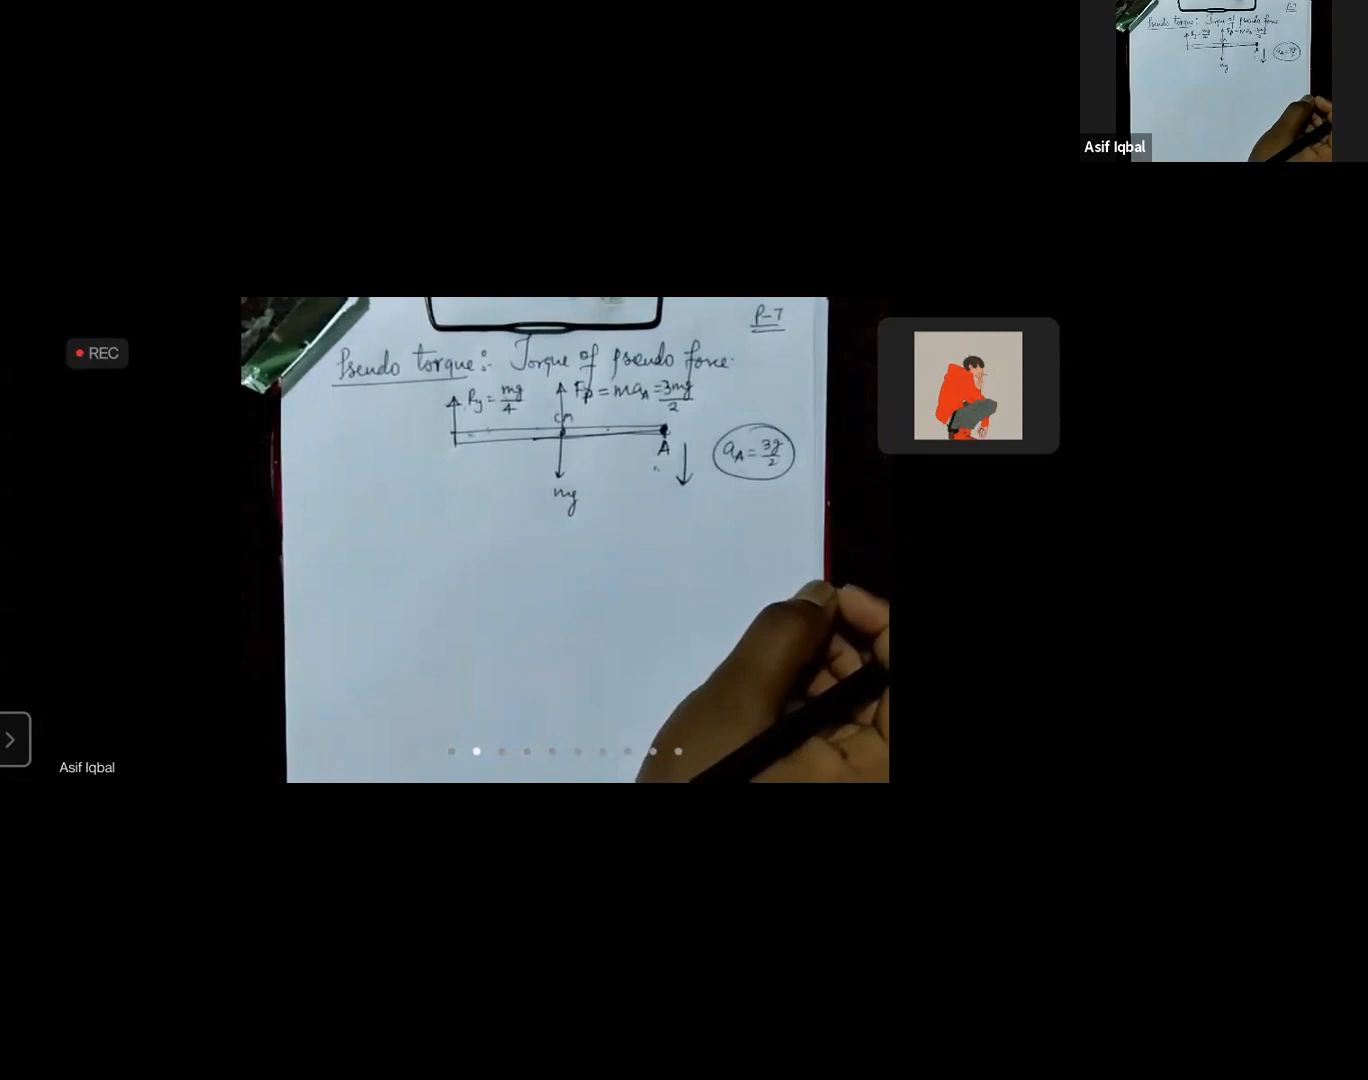 Asif Iqbal
REC
P-7
Pseudo torque:- Torque of pseudo force.
Ry = mg/4
Fp = maA = 3mg/2
cm
A
aA = 3g/2
mg
Asif Iqbal